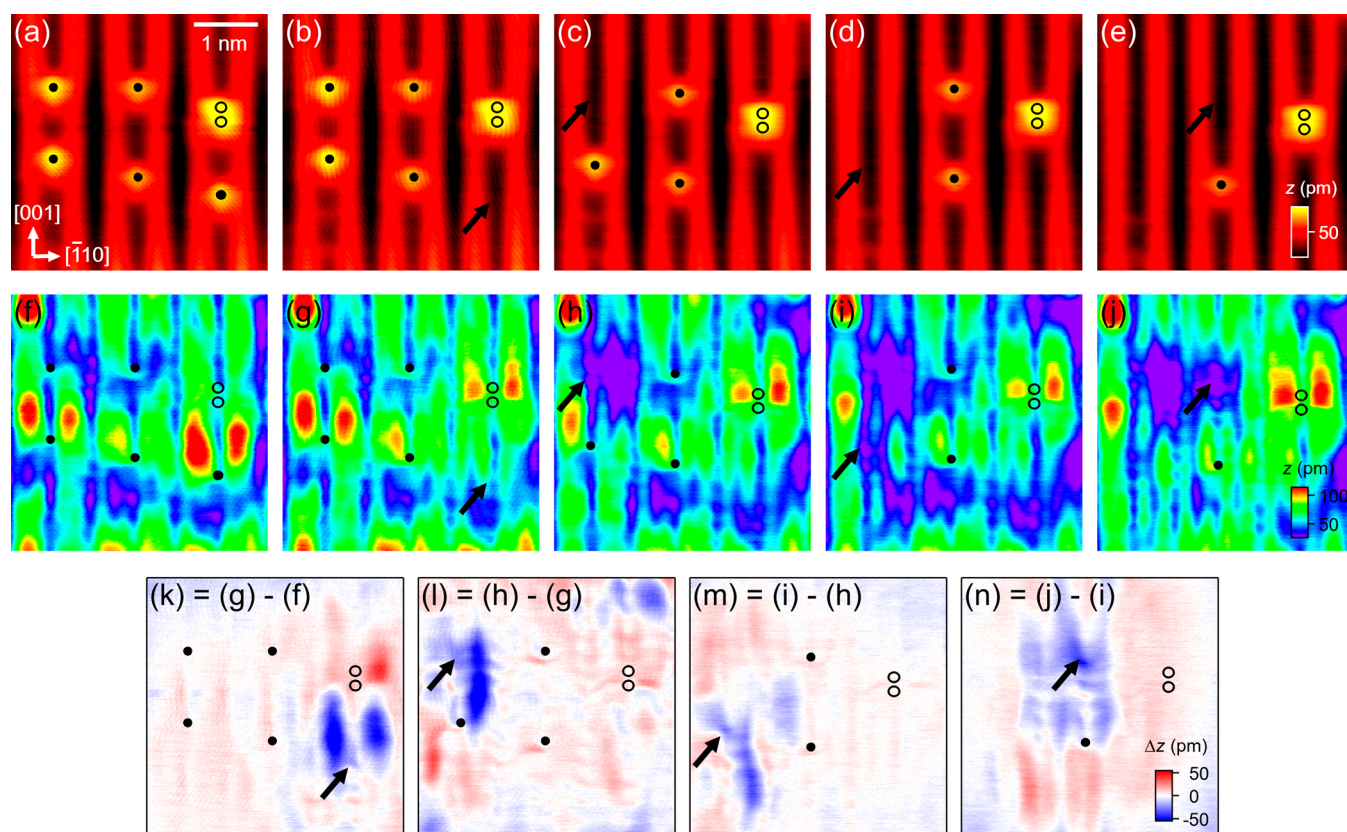 (a)
1 nm
[001]
[1̄10]
(b)
(c)
(d)
(e)
z (pm)
50
(f)
(g)
(h)
(i)
(j)
z (pm)
100
50
(k) = (g) - (f)
(l) = (h) - (g)
(m) = (i) - (h)
(n) = (j) - (i)
Δz (pm)
50
0
-50